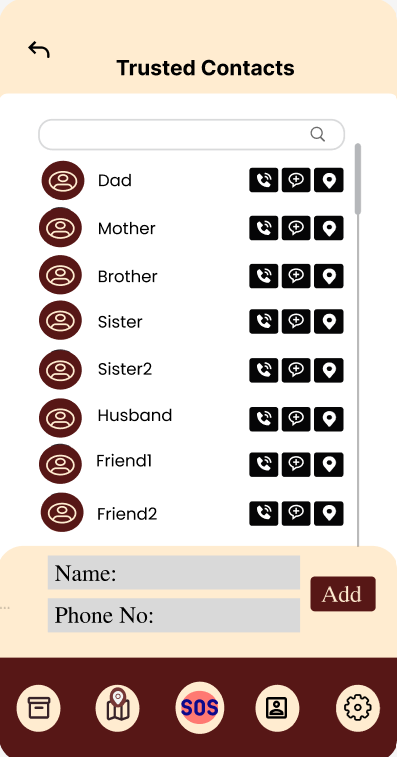 Trusted Contacts
Dad
Mother
Brother
Sister
Sister2
Husband
Friend1
Friend2
Name:
Add
Phone No:
SOS